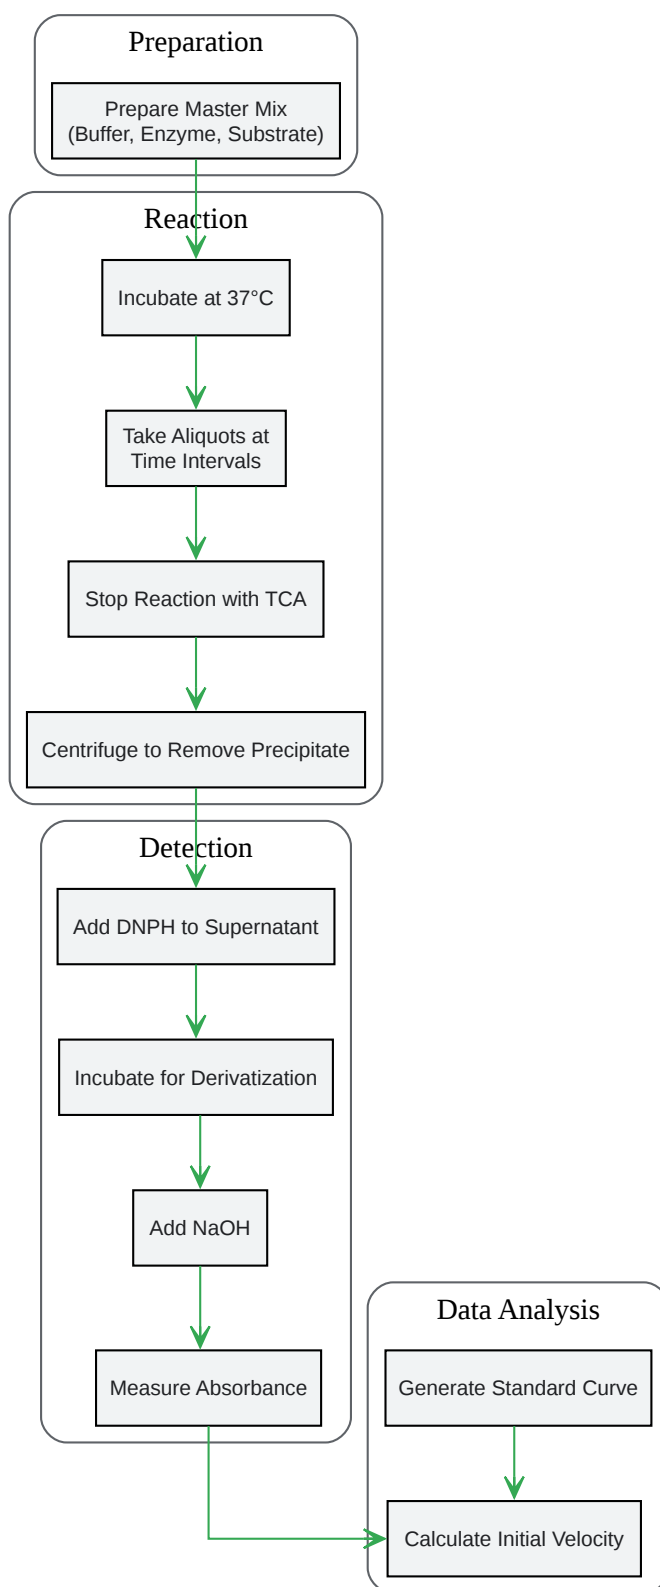 Preparation
Prepare Master Mix
(Buffer, Enzyme, Substrate)
Reaction
Incubate at 37°C
Take Aliquots at
Time Intervals
Stop Reaction with TCA
Centrifuge to Remove Precipitate
Detection
Add DNPH to Supernatant
Incubate for Derivatization
Add NaOH
Measure Absorbance
Data Analysis
Generate Standard Curve
Calculate Initial Velocity